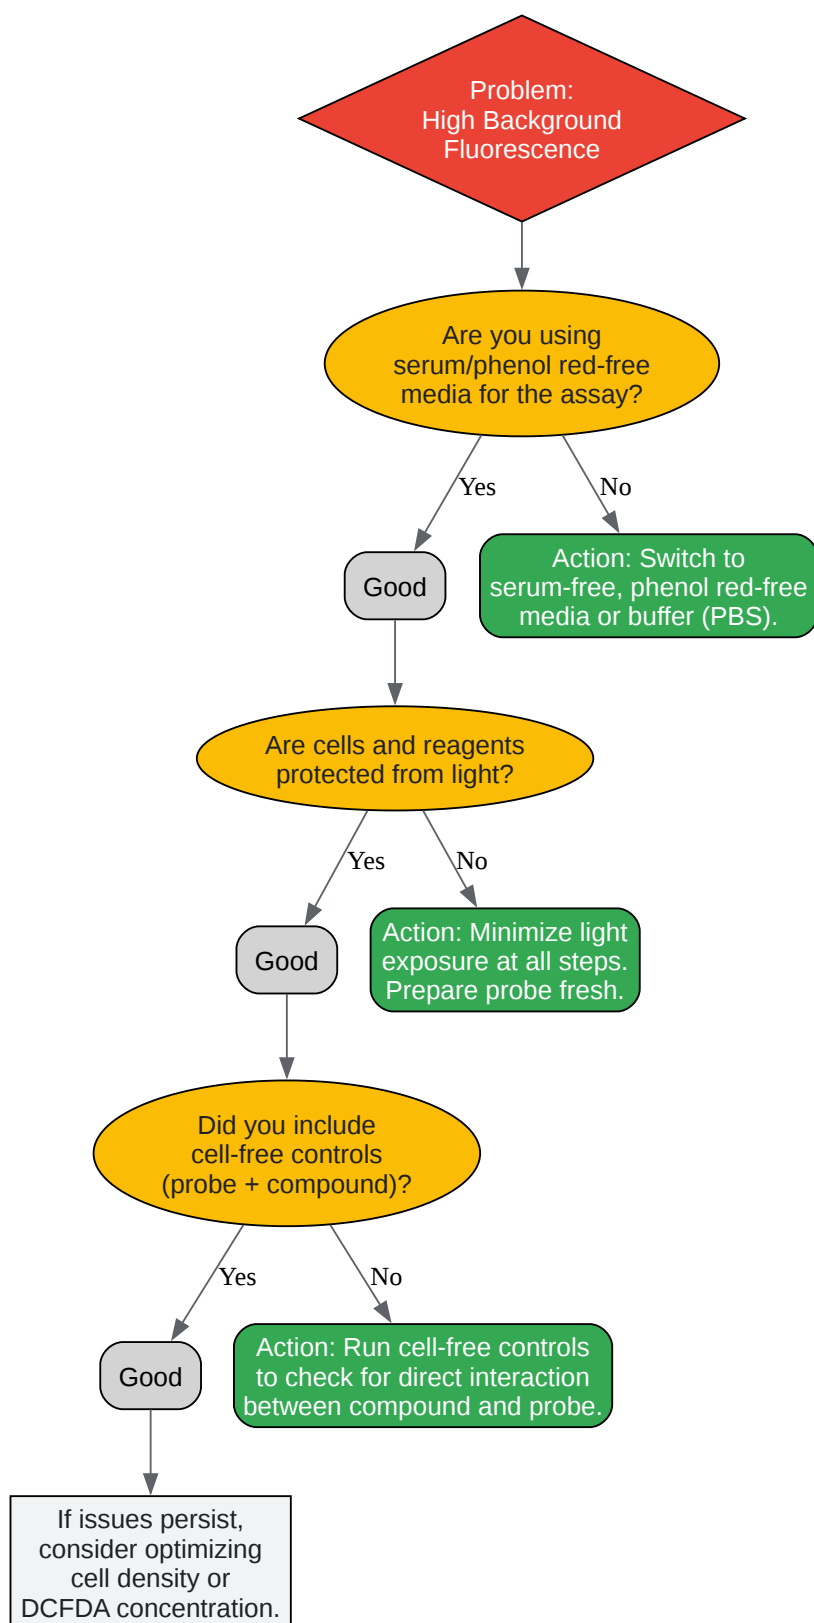 Problem:
High Background
Fluorescence
Are you using
serum/phenol red-free
media for the assay?
Yes
No
Good
Action: Switch to
serum-free, phenol red-free
media or buffer (PBS).
Are cells and reagents
protected from light?
Yes
No
Good
Action: Minimize light
exposure at all steps.
Prepare probe fresh.
Did you include
cell-free controls
(probe + compound)?
Yes
No
Good
Action: Run cell-free controls
to check for direct interaction
between compound and probe.
If issues persist,
consider optimizing
cell density or
DCFDA concentration.